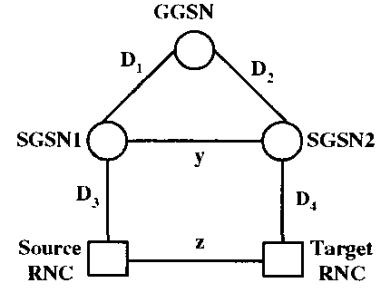 GGSN
D1 D2
SGSN1 SGSN2
y
D3 D4
Source z Target
RNC RNC